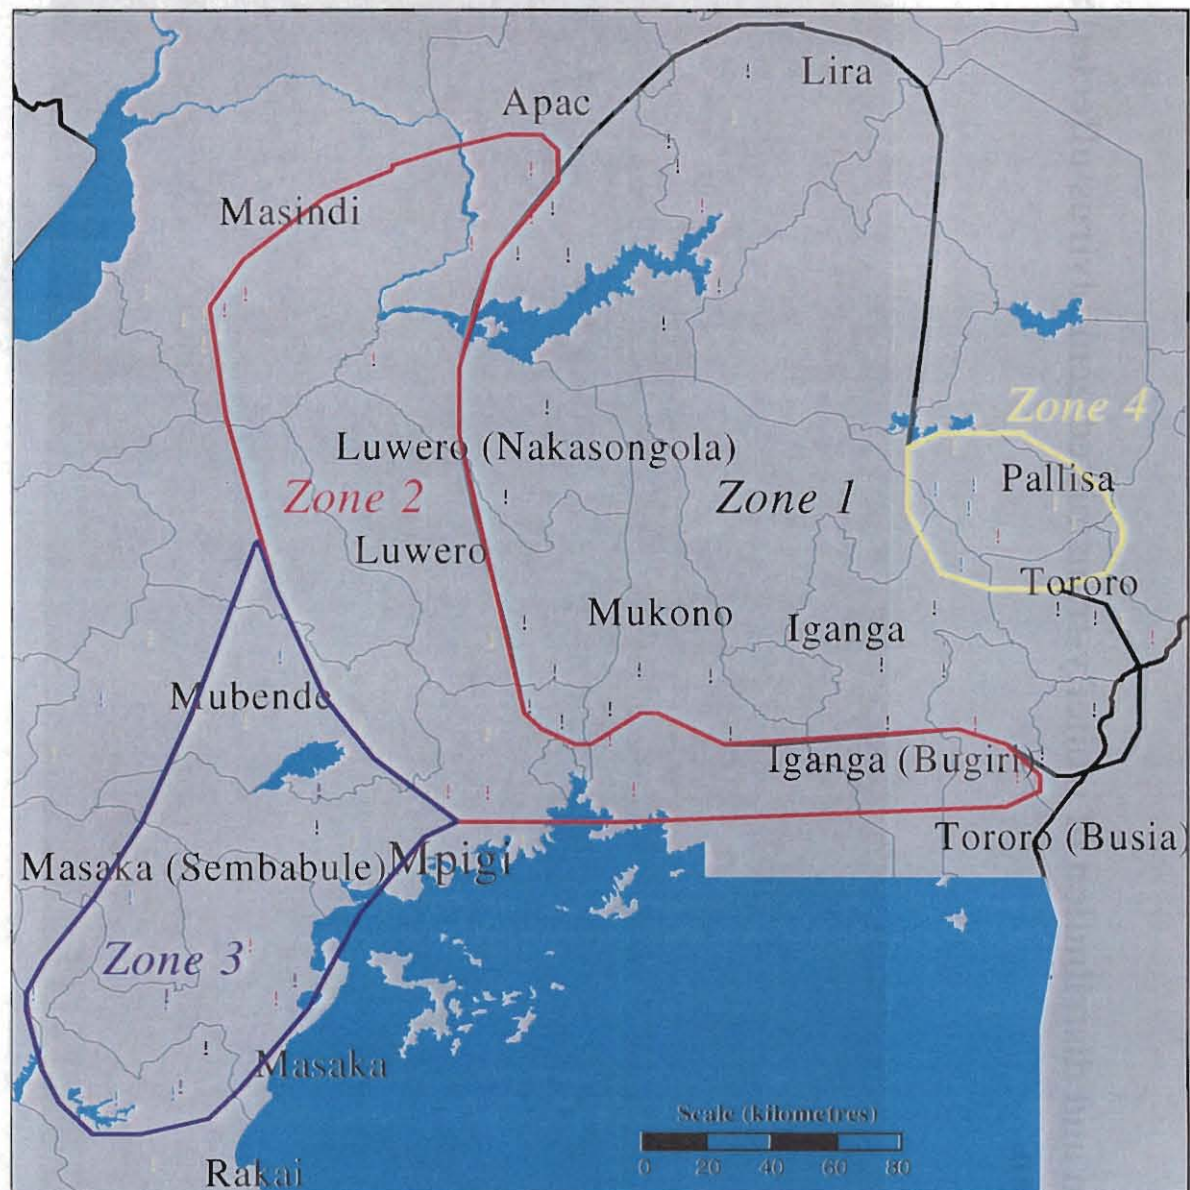 Lira
Apac
Masindi
Zone 4
Luwero (Nakasongola)
Pallisa
Zone 2
Zone 1
Luwero
Tororo
Mukono
Iganga
Mubende
Iganga (Bugiri)
Tororo (Busia)
Masaka (Sembabule)
Mpigi
Zone 3
Masaka
Scale (kilometres)
0 20 40 60 80
Rakai